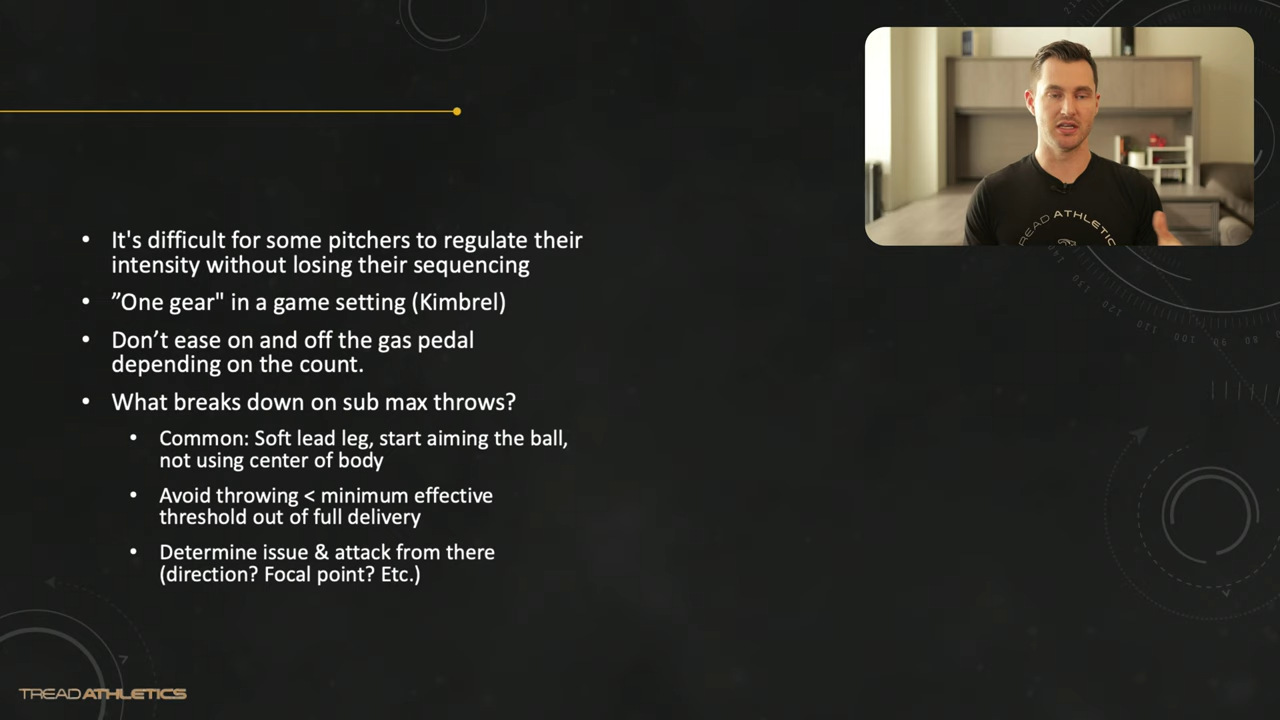 • It's difficult for some pitchers to regulate their
intensity without losing their sequencing
• ”One gear" in a game setting (Kimbrel)
• Don’t ease on and off the gas pedal
depending on the count.
• What breaks down on sub max throws?
• Common: Soft lead leg, start aiming the ball,
not using center of body
• Avoid throwing < minimum effective
threshold out of full delivery
• Determine issue & attack from there
(direction? Focal point? Etc.)
TREADATHLETICS
READ ATHLETIC